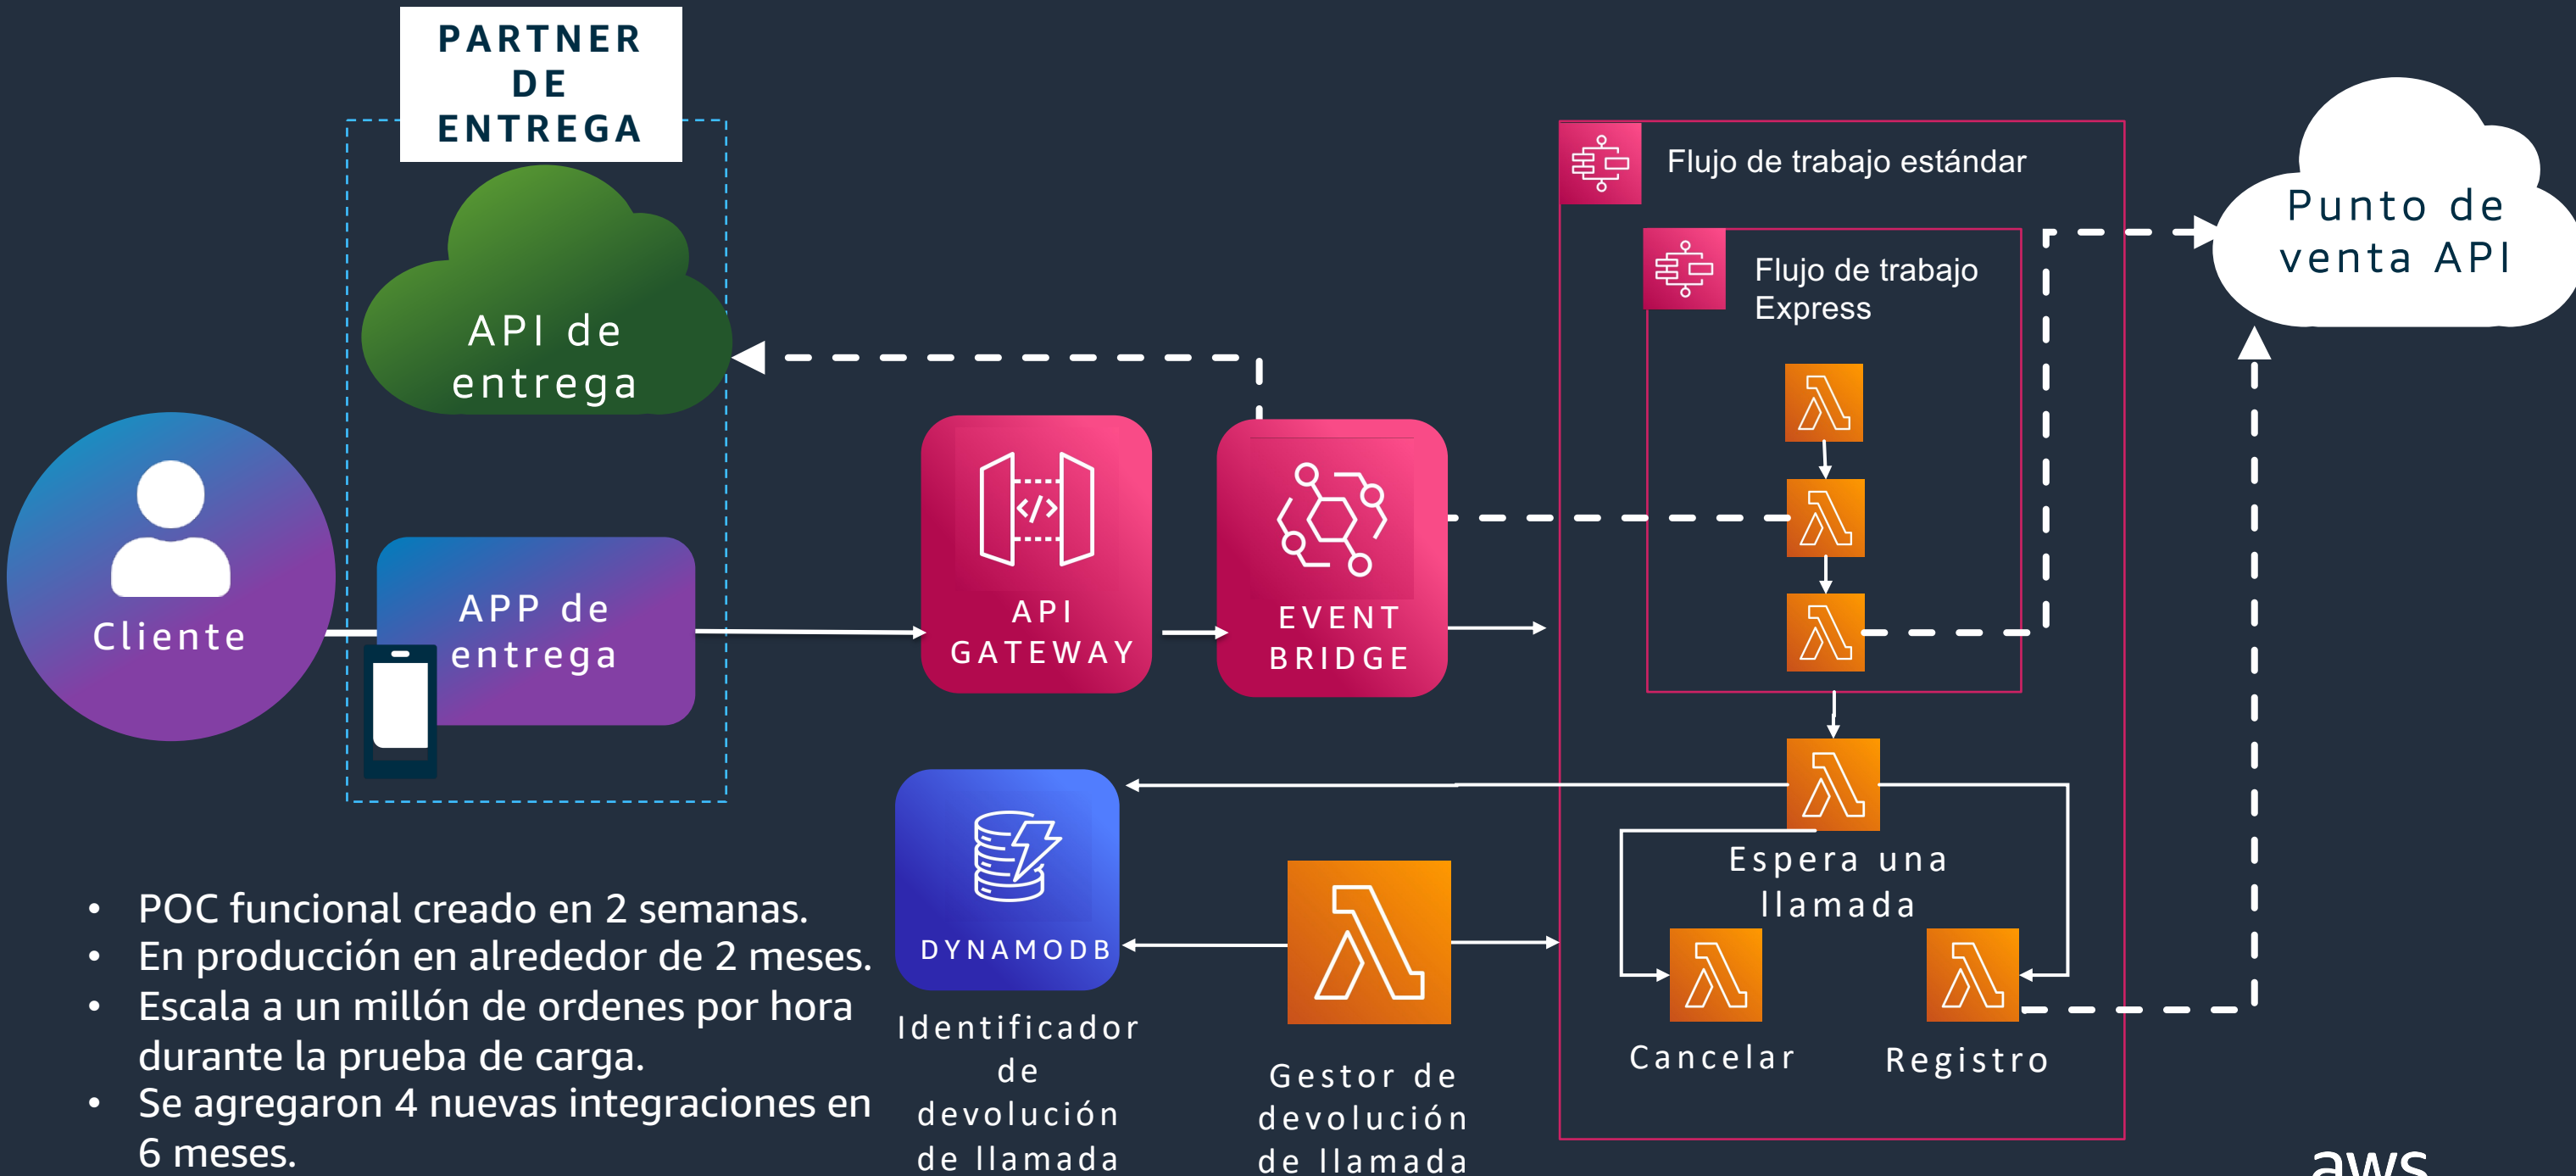 PARTNER
DE
ENTREGA
API de
entrega
Cliente
APP de
entrega
API
GATEWAY
EVENT
BRIDGE
Flujo de trabajo estándar
Flujo de trabajo
Express
Punto de
venta API
Espera una
llamada
Cancelar
Registro
DYNAMODB
Identificador
de
devolución
de llamada
Gestor de
devolución
de llamada
• POC funcional creado en 2 semanas.
• En producción en alrededor de 2 meses.
• Escala a un millón de ordenes por hora
durante la prueba de carga.
• Se agregaron 4 nuevas integraciones en
6 meses.
aws